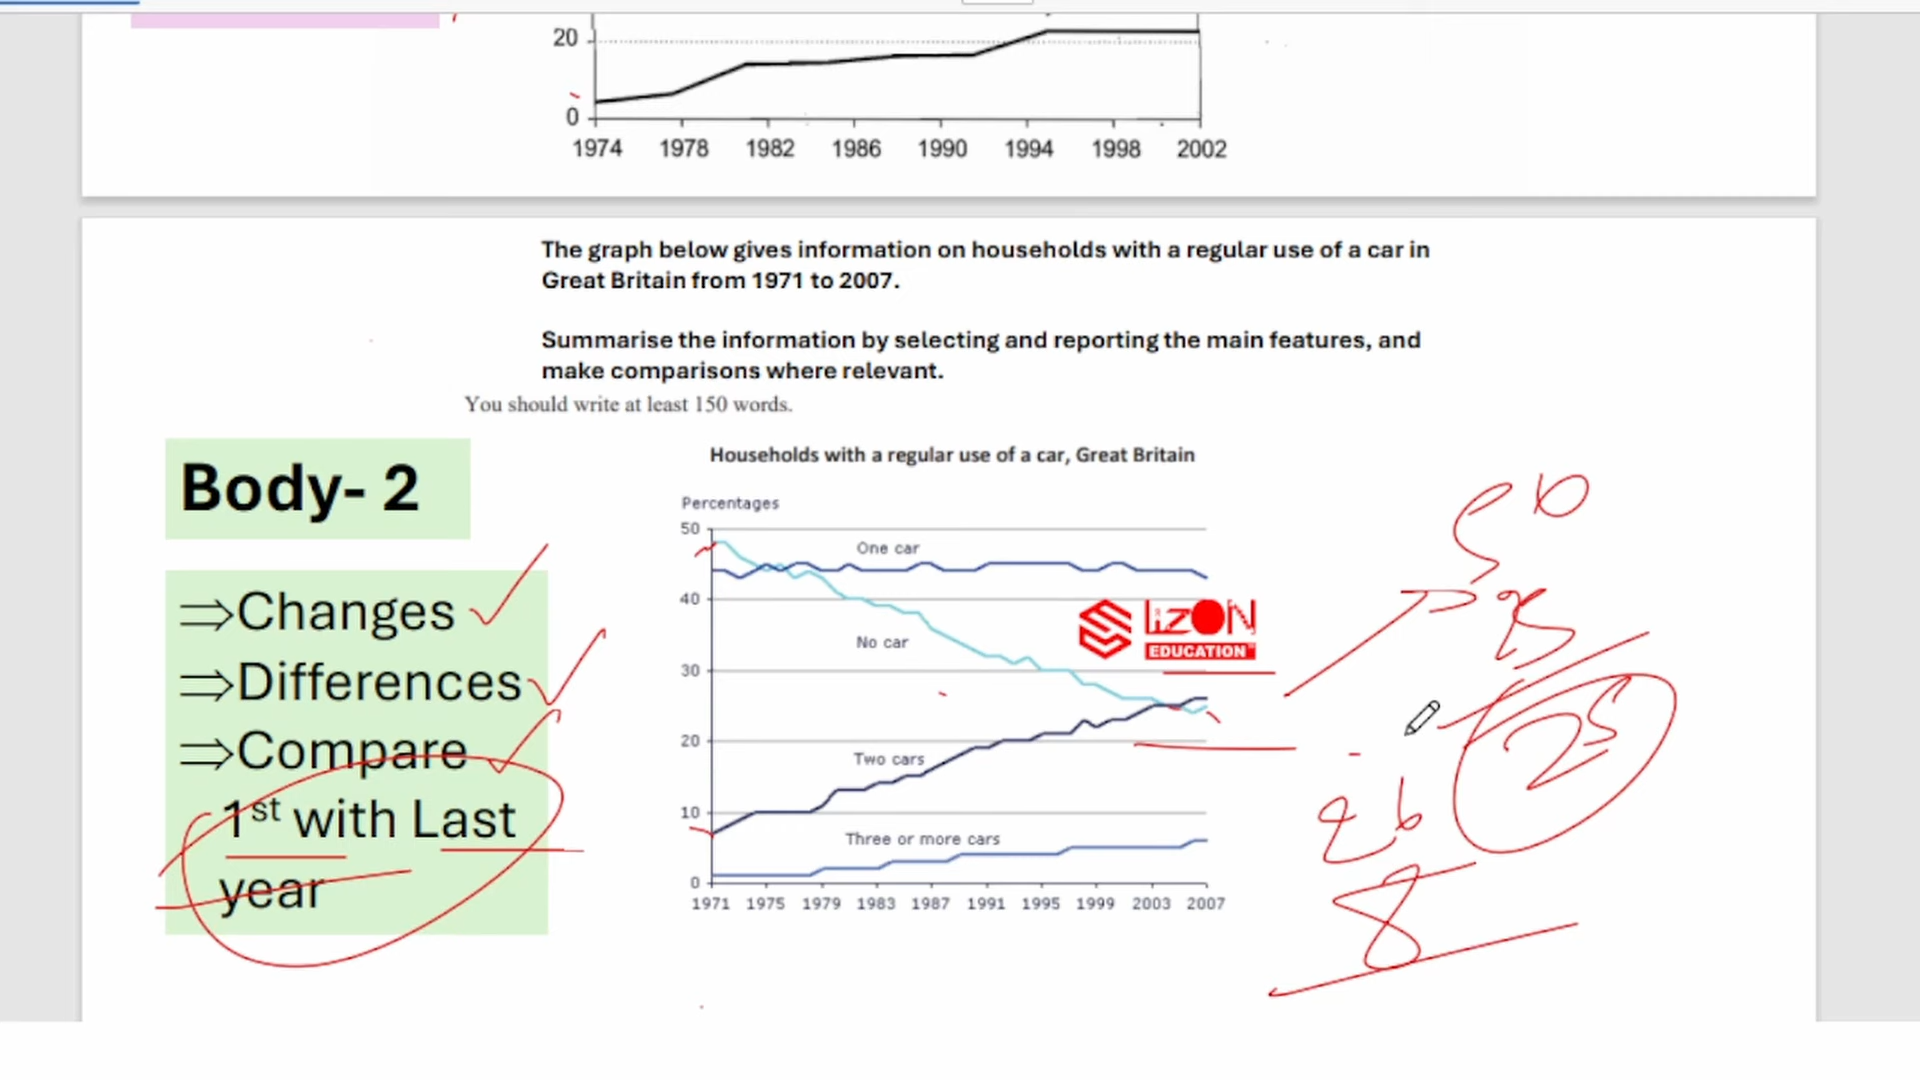 20
0
1974 1978 1982 1986 1990 1994 1998 2002
The graph below gives information on households with a regular use of a car in
Great Britain from 1971 to 2007.
Summarise the information by selecting and reporting the main features, and
make comparisons where relevant.
You should write at least 150 words.
Body- 2
⇒Changes
⇒Differences
⇒Compare
1st with Last
year
Households with a regular use of a car, Great Britain
Percentages
50
One car
40
No car
30
20
Two cars
10
Three or more cars
0
1971 1975 1979 1983 1987 1991 1995 1999 2003 2007
LizON
EDUCATION
25
26
8